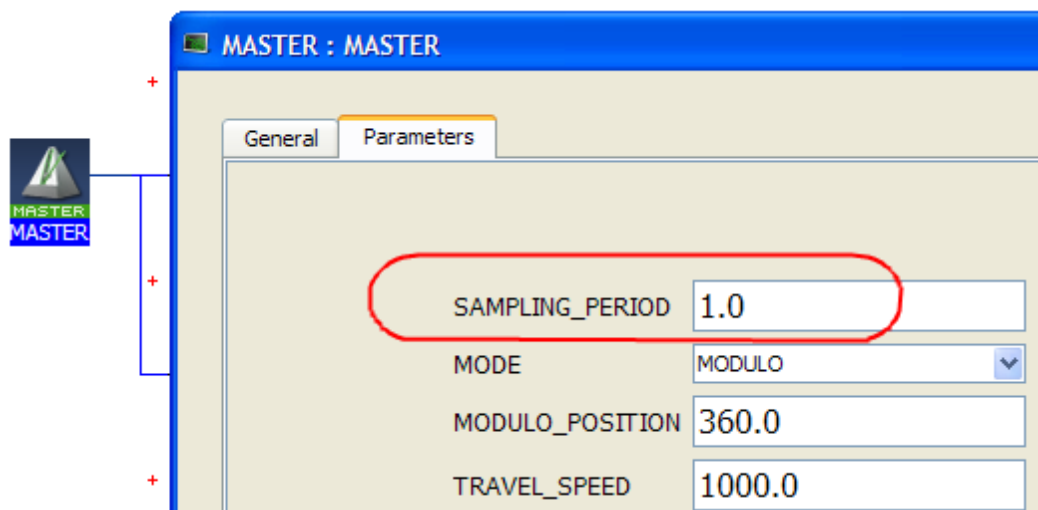 MASTER : MASTER
General Parameters
MASTER
MASTER
SAMPLING_PERIOD 1.0
MODE MODULO
MODULO_POSITION 360.0
TRAVEL_SPEED 1000.0